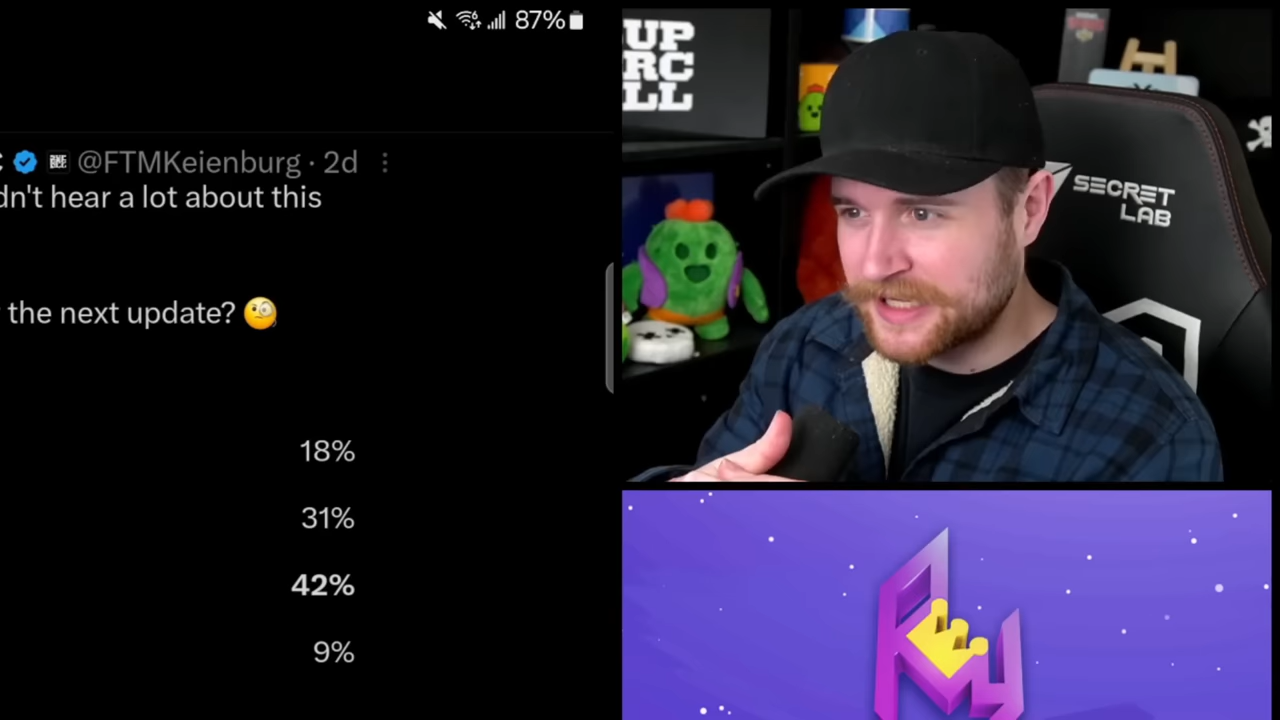 87%
@FTMKeienburg · 2d
dn't hear a lot about this
the next update? 🧐
18%
31%
42%
9%
UP
RC
LL
SECRET
LAB